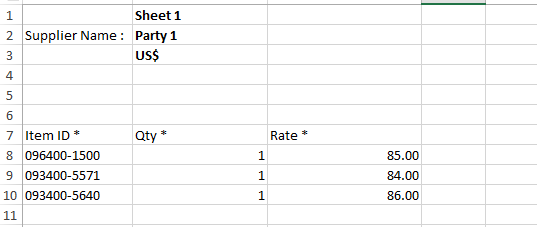 1 Sheet 1
2 Supplier Name : Party 1
3 US$
4
5
6
7 Item ID * Qty * Rate *
8 096400-1500 1 85.00
9 093400-5571 1 84.00
10 093400-5640 1 86.00
11